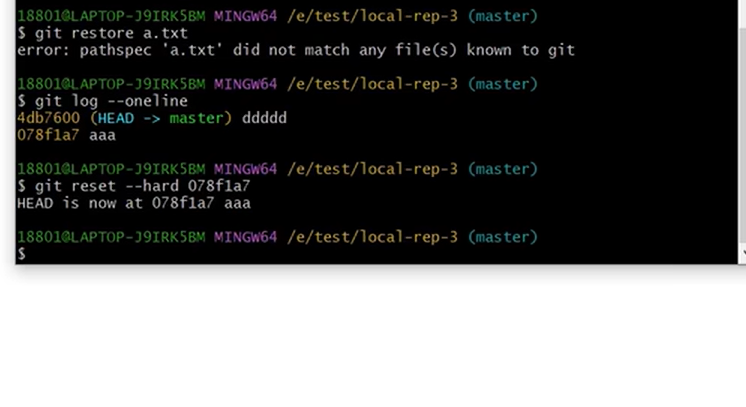 18801@LAPTOP-J9IRK5BM MINGW64 /e/test/local-rep-3 (master)
$ git restore a.txt
error: pathspec 'a.txt' did not match any file(s) known to git
18801@LAPTOP-J9IRK5BM MINGW64 /e/test/local-rep-3 (master)
$ git log --oneline
4db7600 (HEAD -> master) ddddd
078f1a7 aaa
18801@LAPTOP-J9IRK5BM MINGW64 /e/test/local-rep-3 (master)
$ git reset --hard 078f1a7
HEAD is now at 078f1a7 aaa
18801@LAPTOP-J9IRK5BM MINGW64 /e/test/local-rep-3 (master)
$